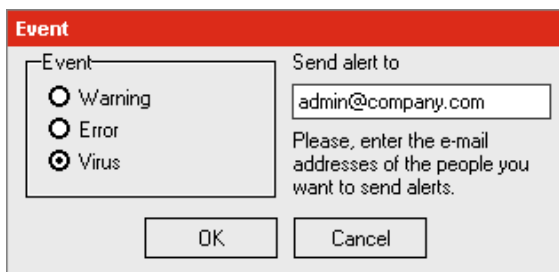 Event
Event
Warning
Error
Virus
Send alert to
admin@company.com
Please, enter the e-mail
addresses of the people you
want to send alerts.
OK
Cancel